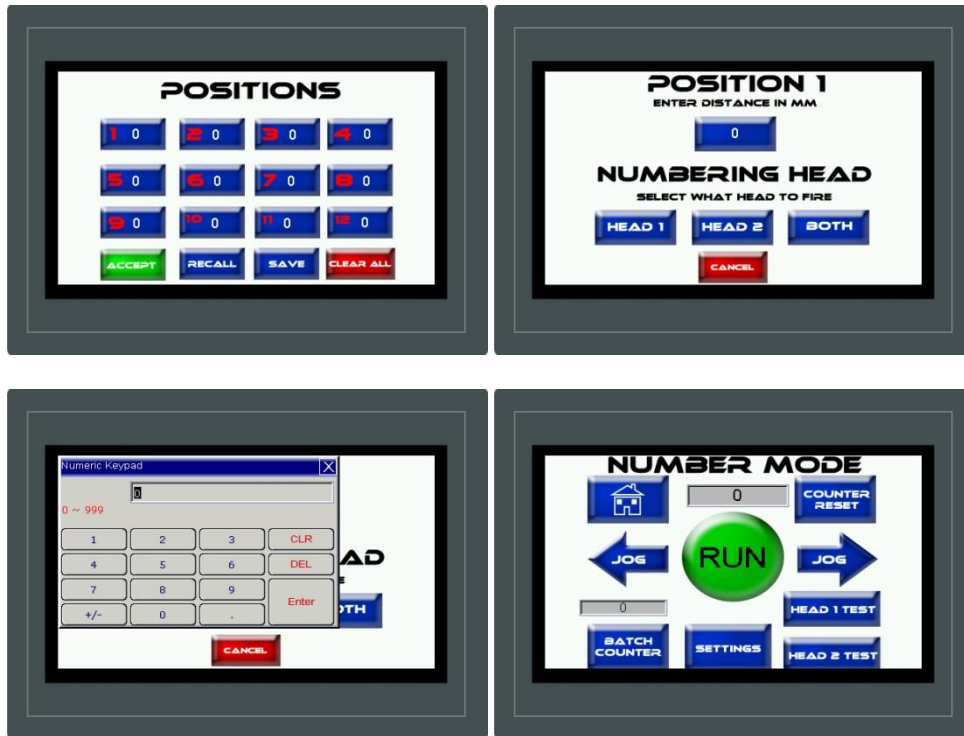 POSITIONS
1 0 2 0 3 0 4 0
5 0 6 0 7 0 8 0
9 0 10 0 11 0 12 0
ACCEPT RECALL SAVE CLEAR ALL
POSITION 1
ENTER DISTANCE IN MM
0
NUMBERING HEAD
SELECT WHAT HEAD TO FIRE
HEAD 1 HEAD 2 BOTH
CANCEL
Numeric Keypad X
0
0 ~ 999
1 2 3 CLR
4 5 6 DEL
7 8 9 Enter
+/- 0 .
AD
E
OTH
CANCEL
NUMBER MODE
0 COUNTER
RESET
JOG RUN JOG
0 HEAD 1 TEST
BATCH
COUNTER SETTINGS HEAD 2 TEST